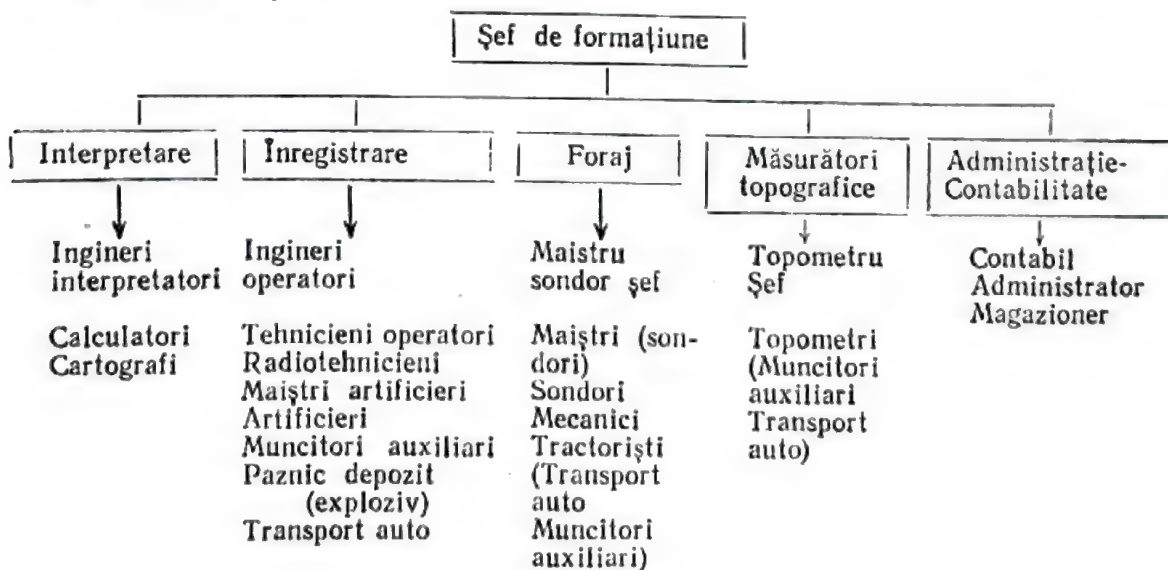 Şef de formaţiune
Interpretare
Ingineri
interpretatori
Calculatori
Cartografi
Înregistrare
Ingineri
operatori
Tehnicieni operatori
Radiotehnicieni
Maiştri artificieri
Artificieri
Muncitori auxiliari
Paznic depozit
(exploziv)
Transport auto
Foraj
Maistru
sondor şef
Maiştri (son-
dori)
Sondori
Mecanici
Tractorişti
(Transport
auto
Muncitori
auxiliari)
Măsurători
topografice
Topometru
Şef
Topometri
(Muncitori
auxiliari
Transport
auto)
Administraţie-
Contabilitate
Contabil
Administrator
Magazioner